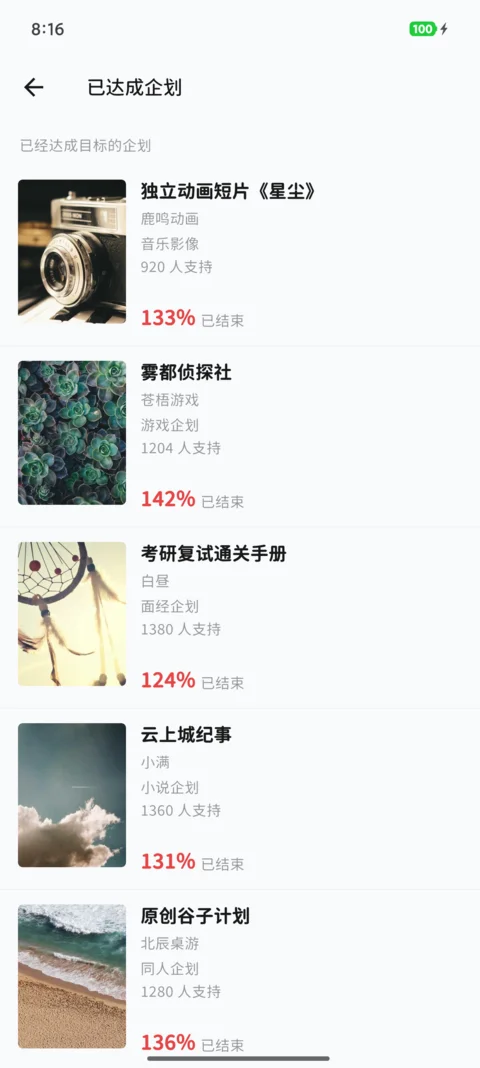 8:16
100
已达成企划
已经达成目标的企划
独立动画短片《星尘》
鹿鸣动画
音乐影像
920 人支持
133% 已结束
雾都侦探社
苍梧游戏
游戏企划
1204 人支持
142% 已结束
考研复试通关手册
白昼
面经企划
1380 人支持
124% 已结束
云上城纪事
小满
小说企划
1360 人支持
131% 已结束
原创谷子计划
北辰桌游
同人企划
1280 人支持
136% 已结束